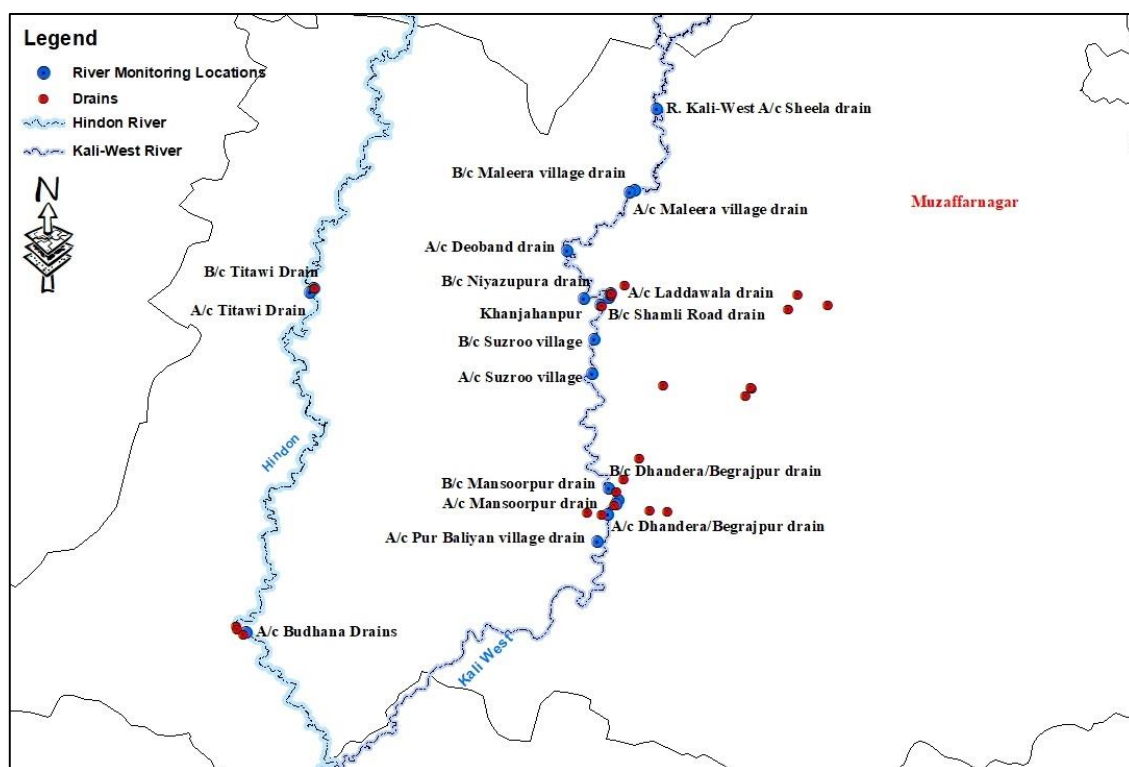 Legend
River Monitoring Locations
Drains
Hindon River
Kali-West River
N
R. Kali-West A/c Sheela drain
B/c Maleera village drain
A/c Maleera village drain
Muzaffarnagar
A/c Deoband drain
B/c Titawi Drain
B/c Niyazupura drain
A/c Laddawala drain
A/c Titawi Drain
Khanjahanpur
B/c Shamli Road drain
B/c Suzroo village
A/c Suzroo village
Hindon
B/c Dhandera/Begrajpur drain
B/c Mansoorpur drain
A/c Mansoorpur drain
A/c Dhandera/Begrajpur drain
A/c Pur Baliyan village drain
A/c Budhana Drains
Kali West